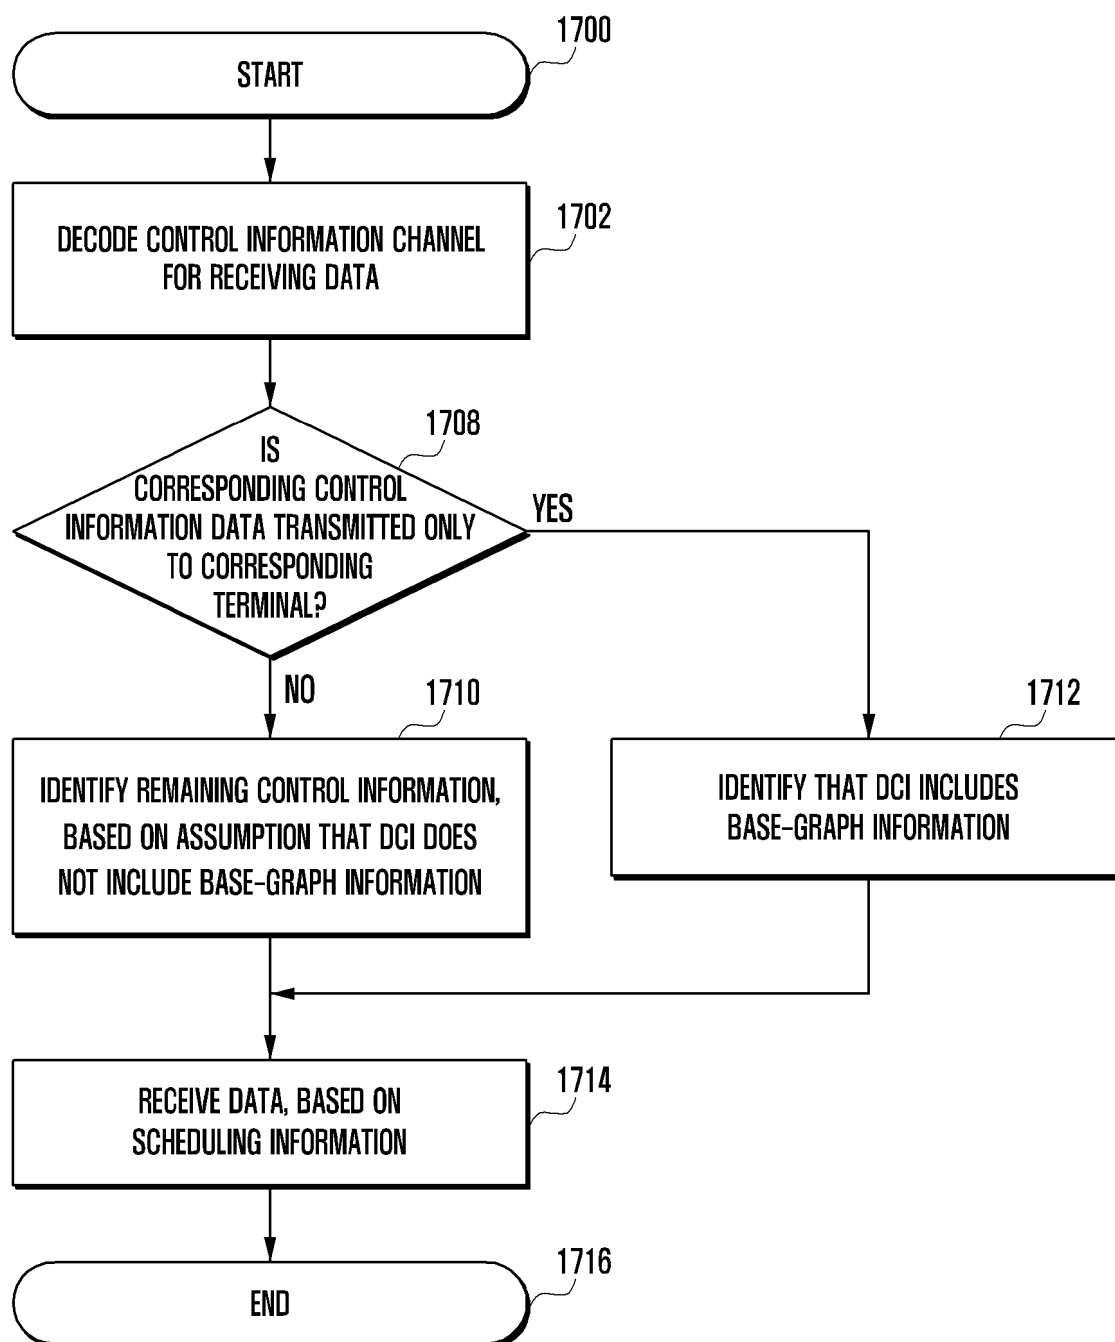 1700
START
1702
DECODE CONTROL INFORMATION CHANNEL
FOR RECEIVING DATA
1708
IS
CORRESPONDING CONTROL
INFORMATION DATA TRANSMITTED ONLY
TO CORRESPONDING
TERMINAL?
YES
NO
1710
IDENTIFY REMAINING CONTROL INFORMATION,
BASED ON ASSUMPTION THAT DCI DOES
NOT INCLUDE BASE-GRAPH INFORMATION
1712
IDENTIFY THAT DCI INCLUDES
BASE-GRAPH INFORMATION
1714
RECEIVE DATA, BASED ON
SCHEDULING INFORMATION
1716
END